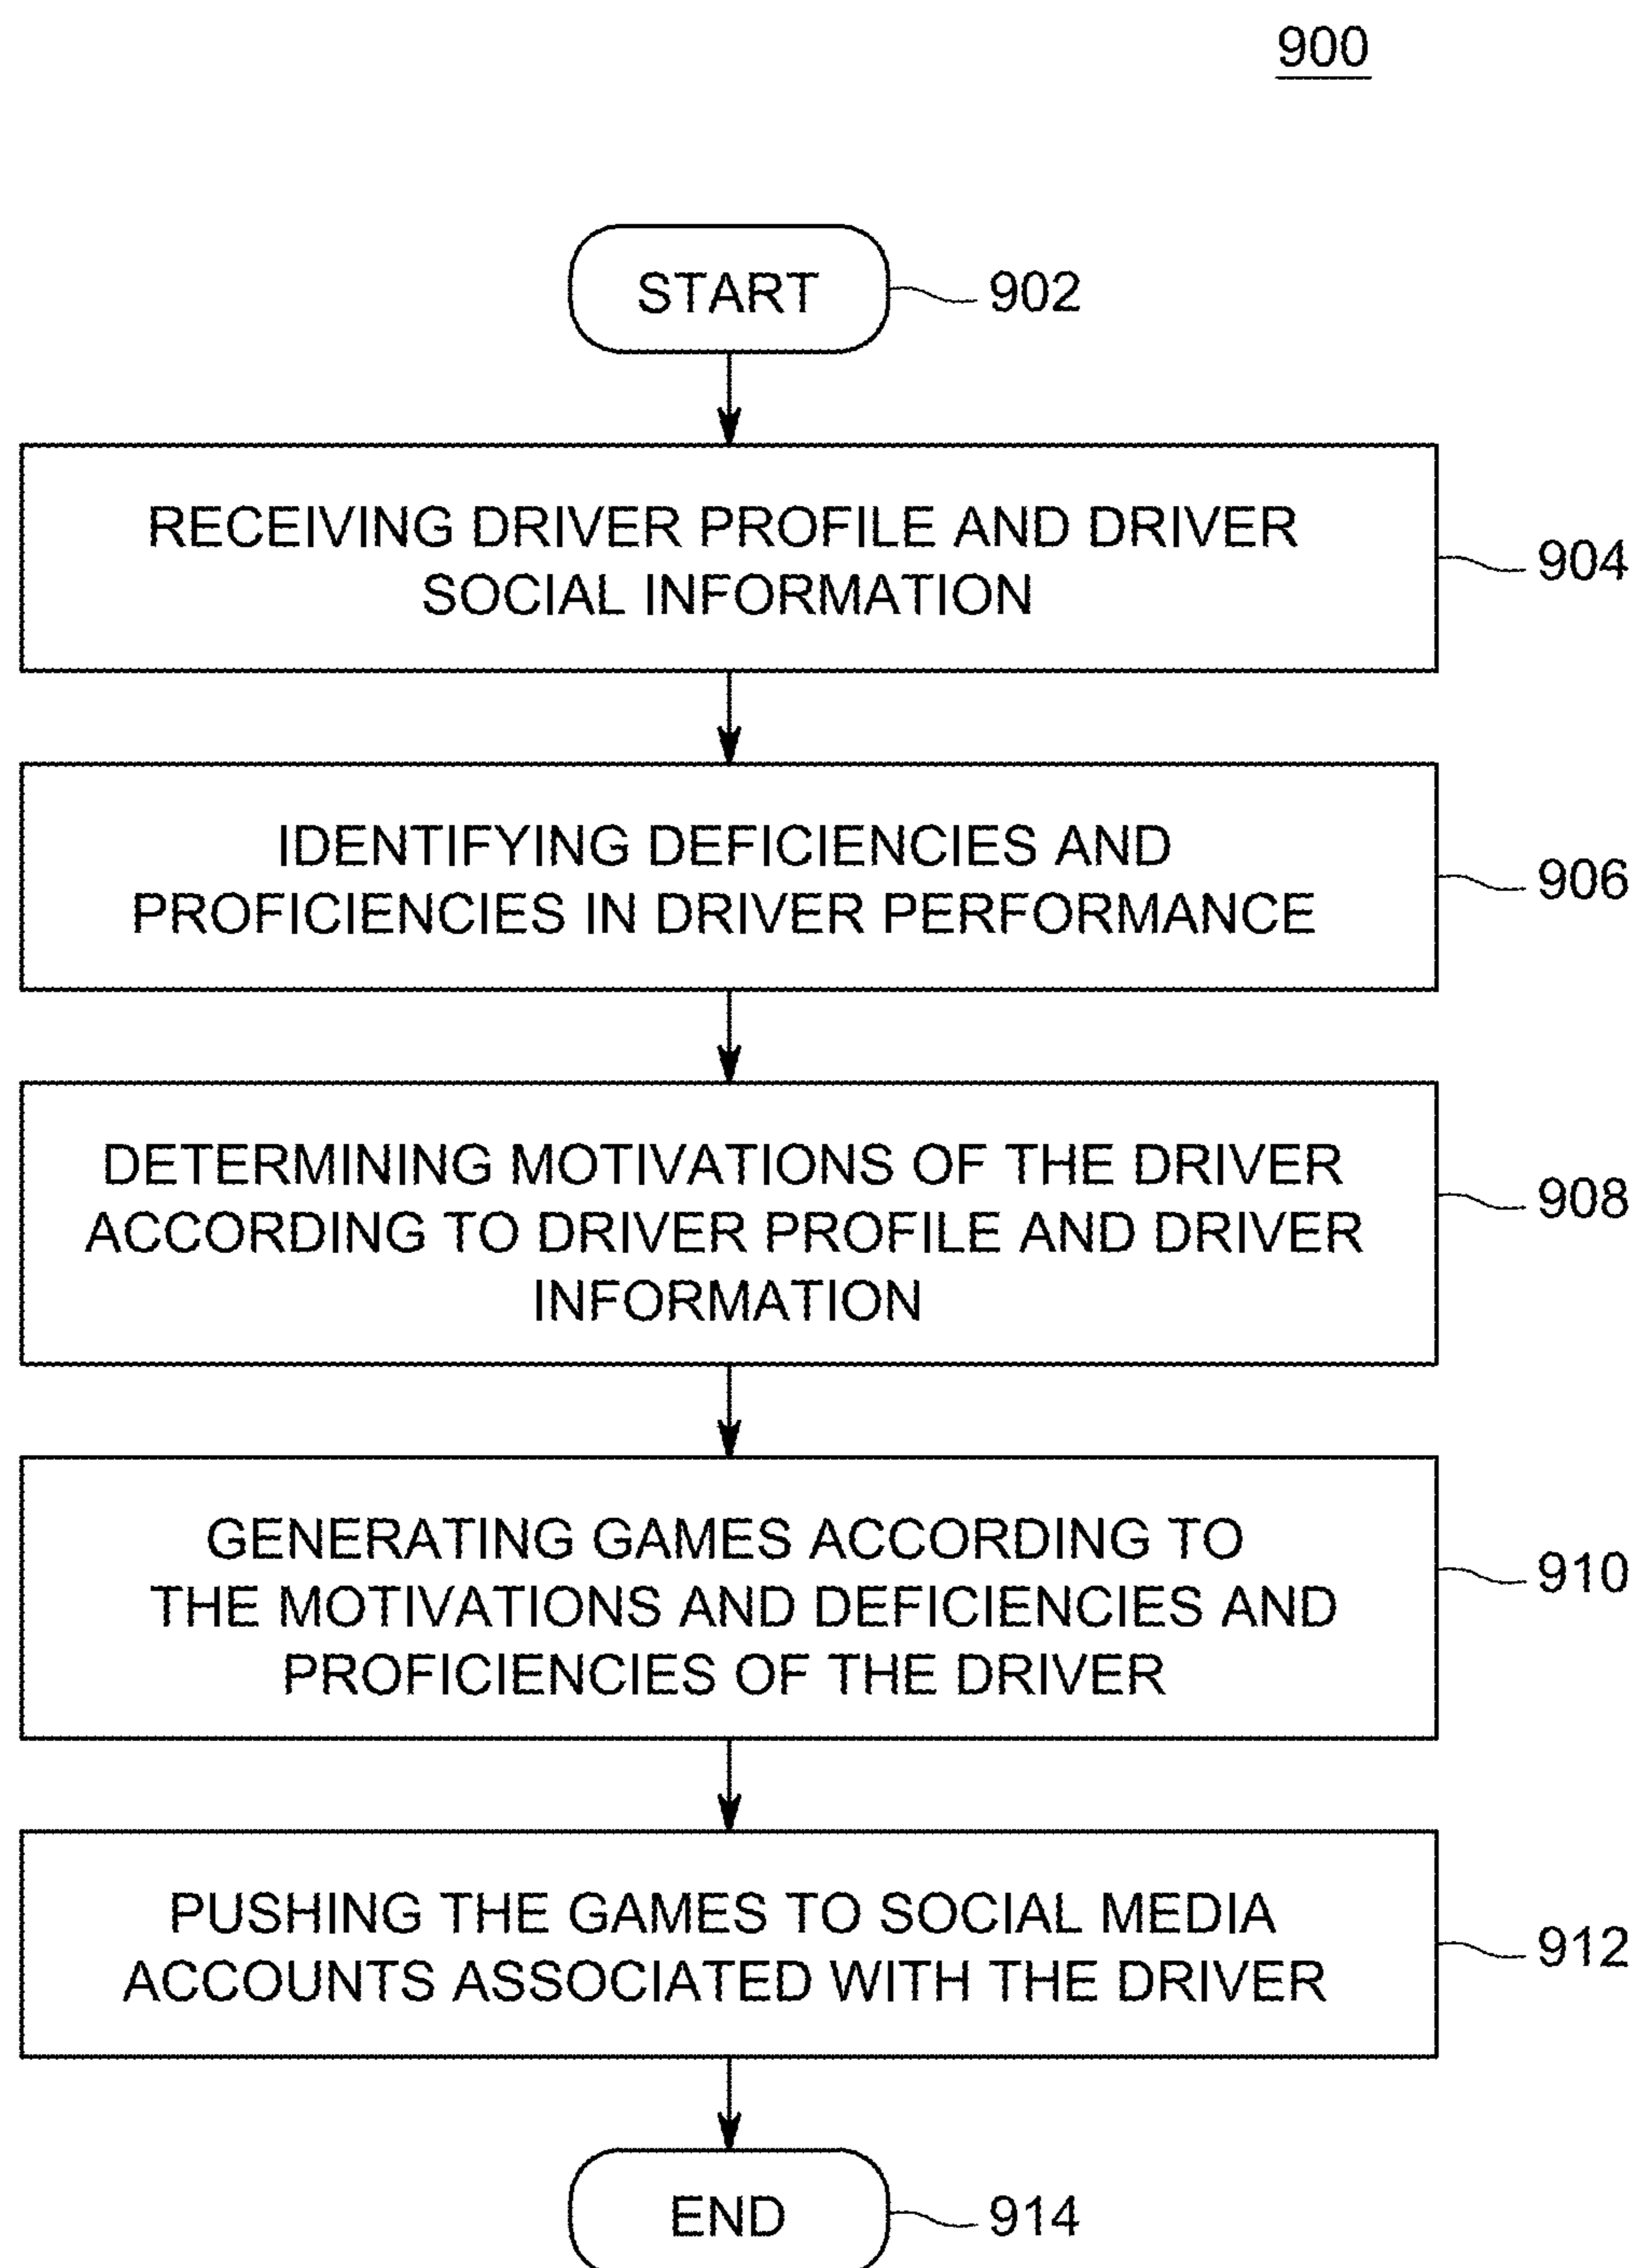 900
START
902
RECEIVING DRIVER PROFILE AND DRIVER
SOCIAL INFORMATION
904
IDENTIFYING DEFICIENCIES AND
PROFICIENCIES IN DRIVER PERFORMANCE
906
DETERMINING MOTIVATIONS OF THE DRIVER
ACCORDING TO DRIVER PROFILE AND DRIVER
INFORMATION
908
GENERATING GAMES ACCORDING TO
THE MOTIVATIONS AND DEFICIENCIES AND
PROFICIENCIES OF THE DRIVER
910
PUSHING THE GAMES TO SOCIAL MEDIA
ACCOUNTS ASSOCIATED WITH THE DRIVER
912
END
914